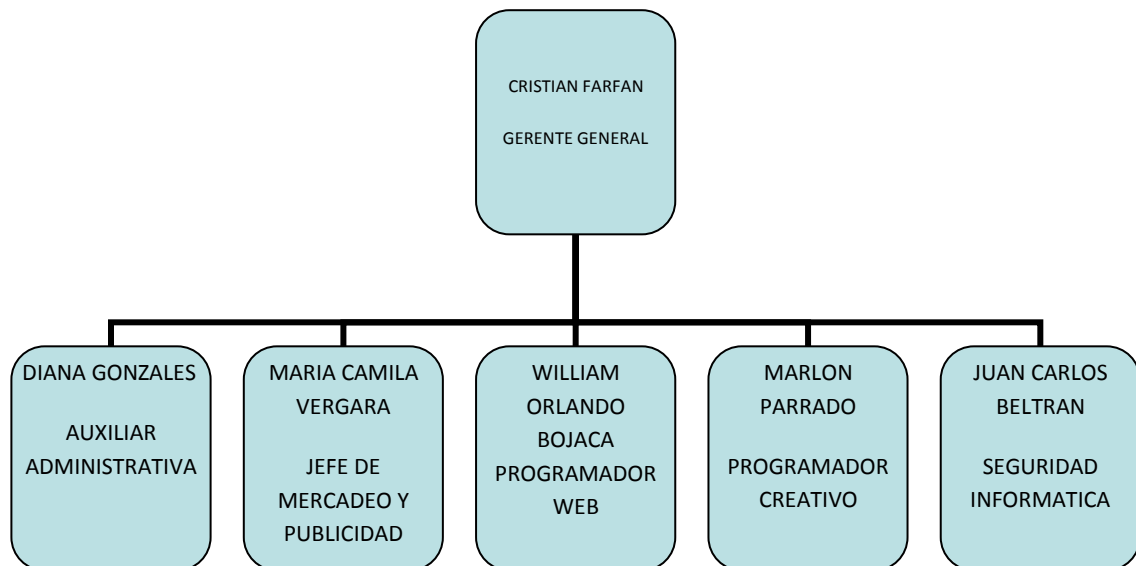 CRISTIAN FARFAN
GERENTE GENERAL
DIANA GONZALES
AUXILIAR
ADMINISTRATIVA
MARIA CAMILA
VERGARA
JEFE DE
MERCADEO Y
PUBLICIDAD
WILLIAM
ORLANDO
BOJACA
PROGRAMADOR
WEB
MARLON
PARRADO
PROGRAMADOR
CREATIVO
JUAN CARLOS
BELTRAN
SEGURIDAD
INFORMATICA